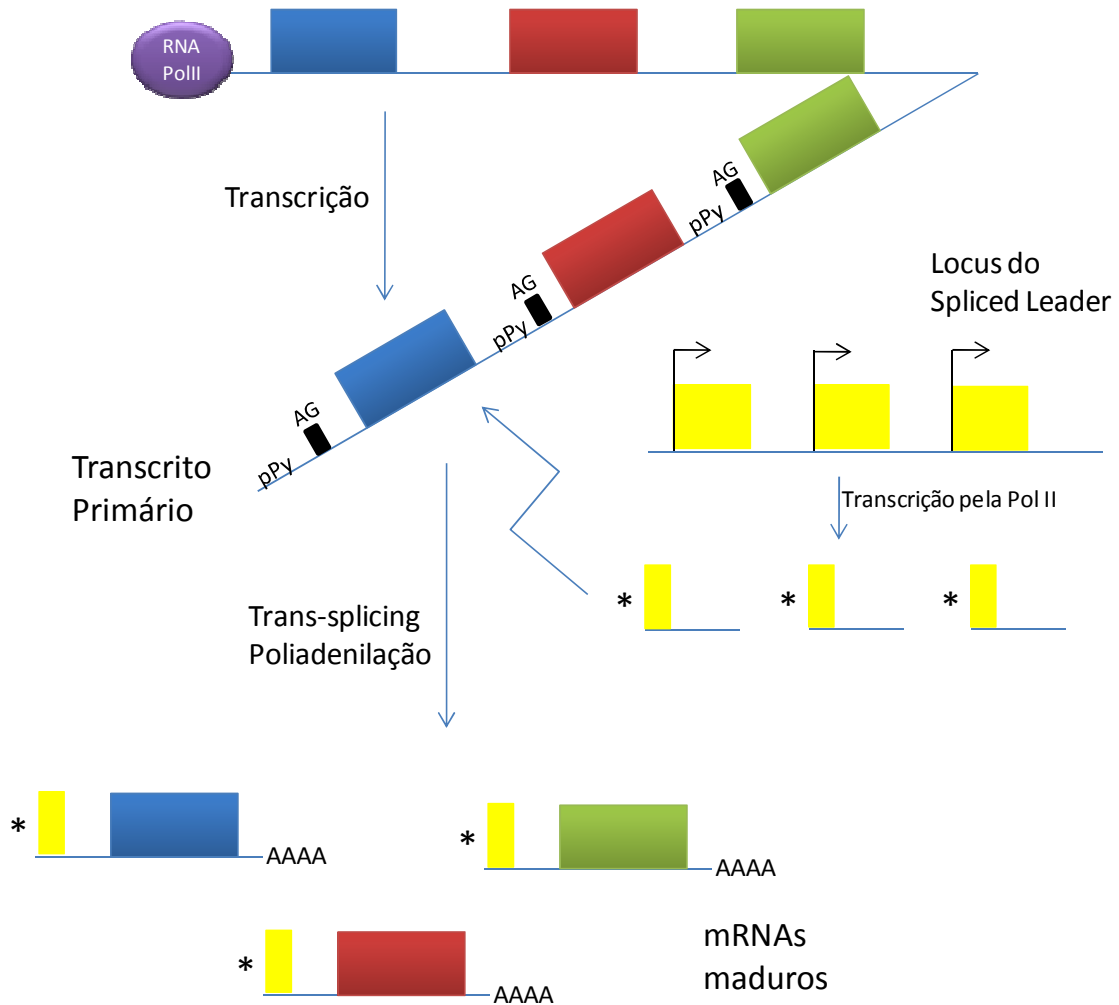 RNA
PolII
Transcrição
AG
pPy
AG
pPy
AG
pPy
Locus do
Spliced Leader
Transcrito
Primário
Transcrição pela Pol II
* * *
Trans-splicing
Poliadenilação
* AAAA
* AAAA
* AAAA
mRNAs
maduros